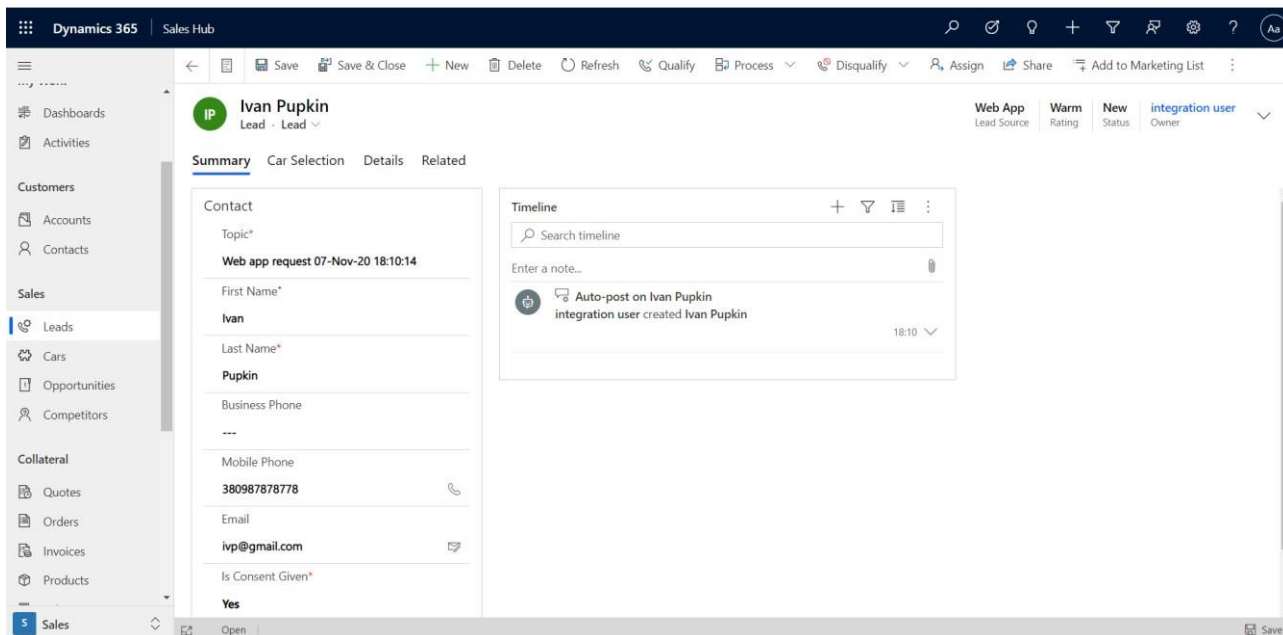 Dynamics 365 Sales Hub ? Aa
Save Save & Close New Delete Refresh Qualify Process Disqualify Assign Share Add to Marketing List
Dashboards
Activities
Customers
Accounts
Contacts
Sales
Leads
Cars
Opportunities
Competitors
Collateral
Quotes
Orders
Invoices
Products
S Sales
IP
Ivan Pupkin
Lead · Lead
Web App Warm New integration user
Lead Source Rating Status Owner
Summary Car Selection Details Related
Contact
Topic*
Web app request 07-Nov-20 18:10:14
First Name*
Ivan
Last Name*
Pupkin
Business Phone
---
Mobile Phone
380987878778
Email
ivp@gmail.com
Is Consent Given*
Yes
Timeline
Search timeline
Enter a note...
Auto-post on Ivan Pupkin
integration user created Ivan Pupkin
18:10
Open Save